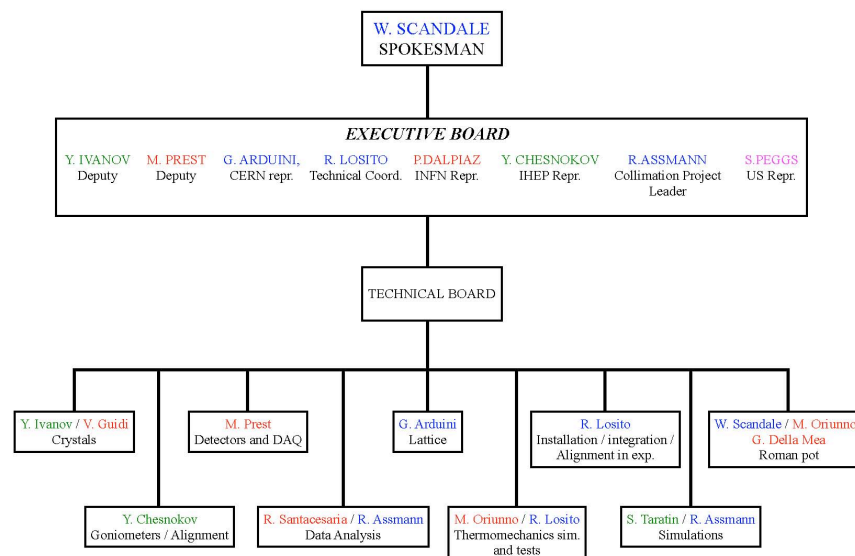 W. SCANDALE
SPOKESMAN
EXECUTIVE BOARD
Y. IVANOV
Deputy
M. PREST
Deputy
G. ARDUINI,
CERN repr.
R. LOSITO
Technical Coord.
P.DALPIAZ
INFN Repr.
Y. CHESNOKOV
IHEP Repr.
R.ASSMANN
Collimation Project
Leader
S.PEGGS
US Repr.
TECHNICAL BOARD
Y. Ivanov / V. Guidi
Crystals
M. Prest
Detectors and DAQ
G. Arduini
Lattice
R. Losito
Installation / integration /
Alignment in exp.
W. Scandale / M. Oriunno
G. Della Mea
Roman pot
Y. Chesnokov
Goniometers / Alignment
R. Santacesaria / R. Assmann
Data Analysis
M. Oriunno / R. Losito
Thermomechanics sim.
and tests
S. Taratin / R. Assmann
Simulations